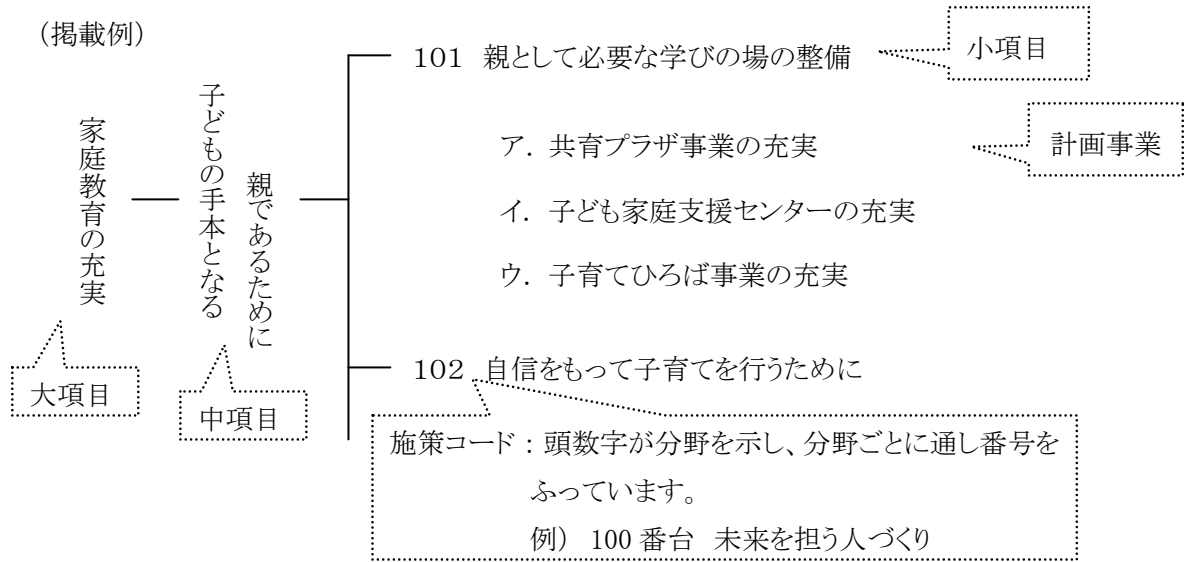 （掲載例）
家庭教育の充実
大項目
子どもの手本となる
親であるために
中項目
101 親として必要な学びの場の整備
小項目
ア．共育プラザ事業の充実
計画事業
イ．子ども家庭支援センターの充実
ウ．子育てひろば事業の充実
102 自信をもって子育てを行うために
施策コード：頭数字が分野を示し、分野ごとに通し番号を
ふっています。
例） 100 番台 未来を担う人づくり